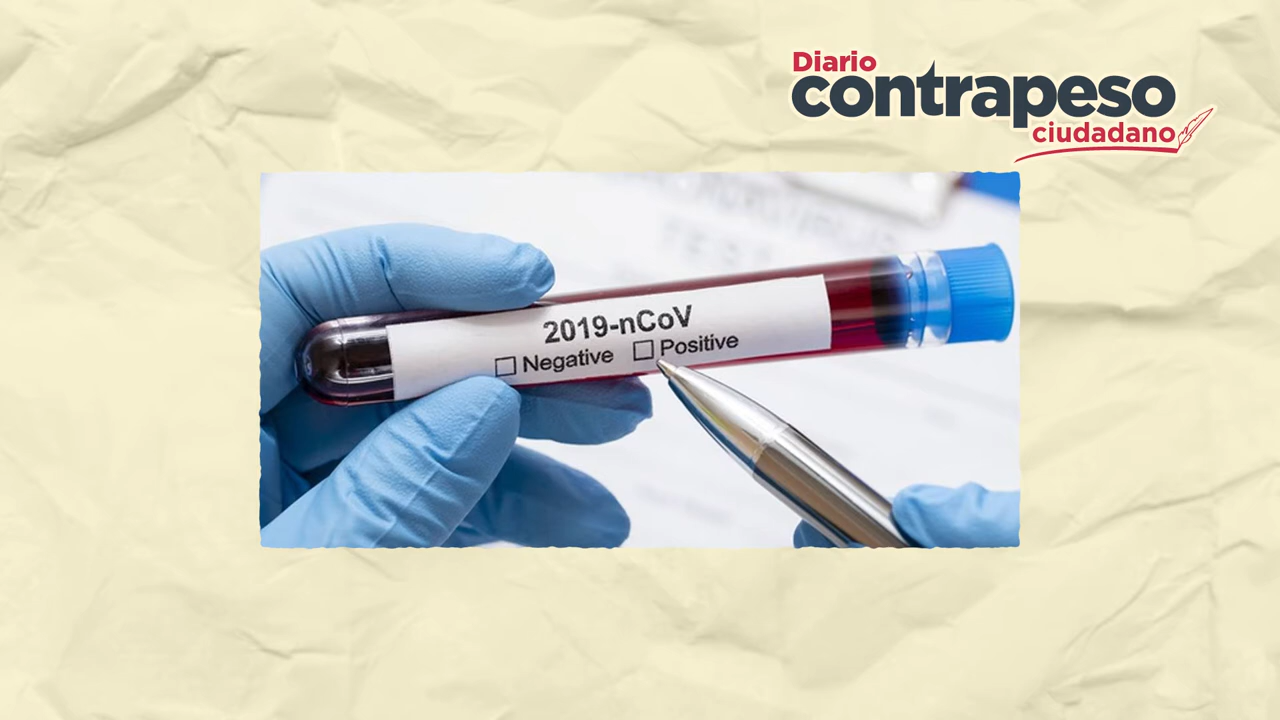 Diario
contrapeso
ciudadano
2019-nCoV
☐ Negative ☐ Positive